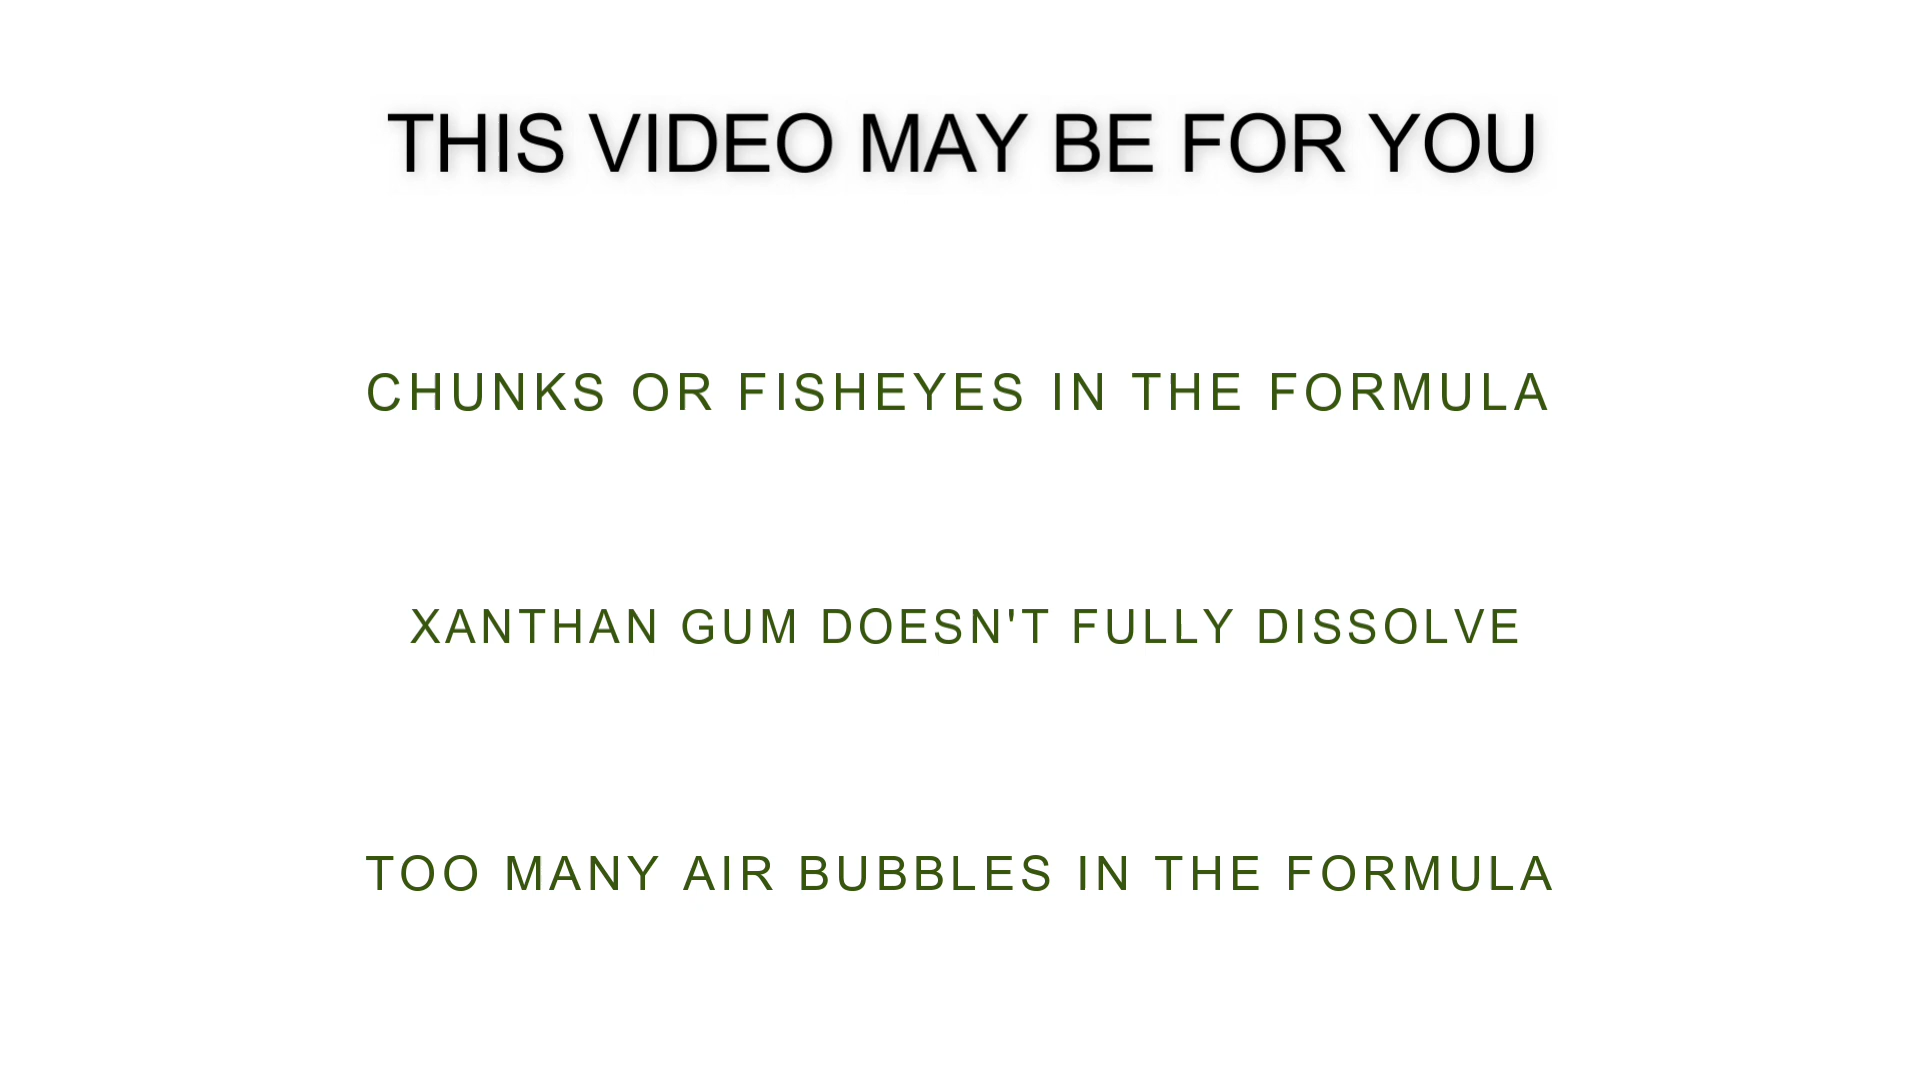 THIS VIDEO MAY BE FOR YOU
CHUNKS OR FISHEYES IN THE FORMULA
XANTHAN GUM DOESN'T FULLY DISSOLVE
TOO MANY AIR BUBBLES IN THE FORMULA